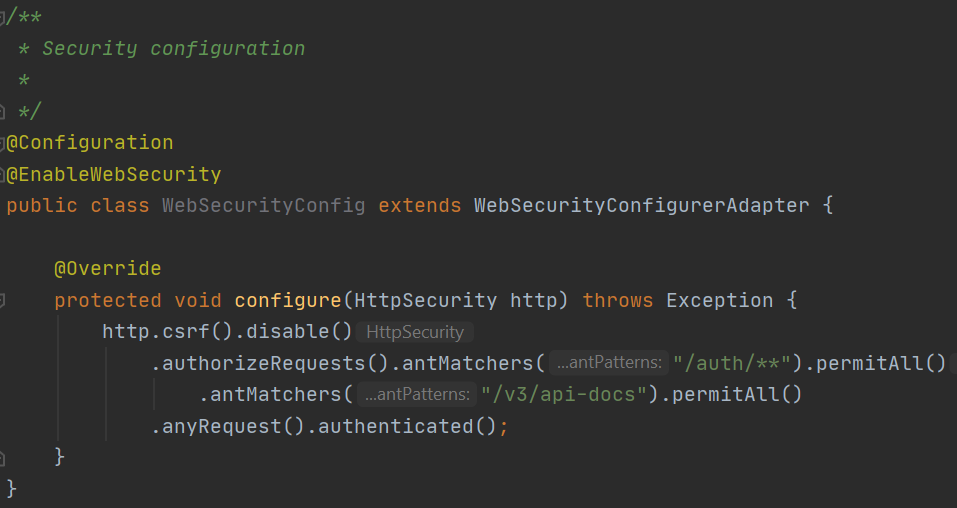 /**
 * Security configuration
 *
 */
@Configuration
@EnableWebSecurity
public class WebSecurityConfig extends WebSecurityConfigurerAdapter {
    @Override
    protected void configure(HttpSecurity http) throws Exception {
        http.csrf().disable() HttpSecurity
            .authorizeRequests().antMatchers( ...antPatterns: "/auth/**").permitAll()
                .antMatchers( ...antPatterns: "/v3/api-docs").permitAll()
            .anyRequest().authenticated();
    }
}